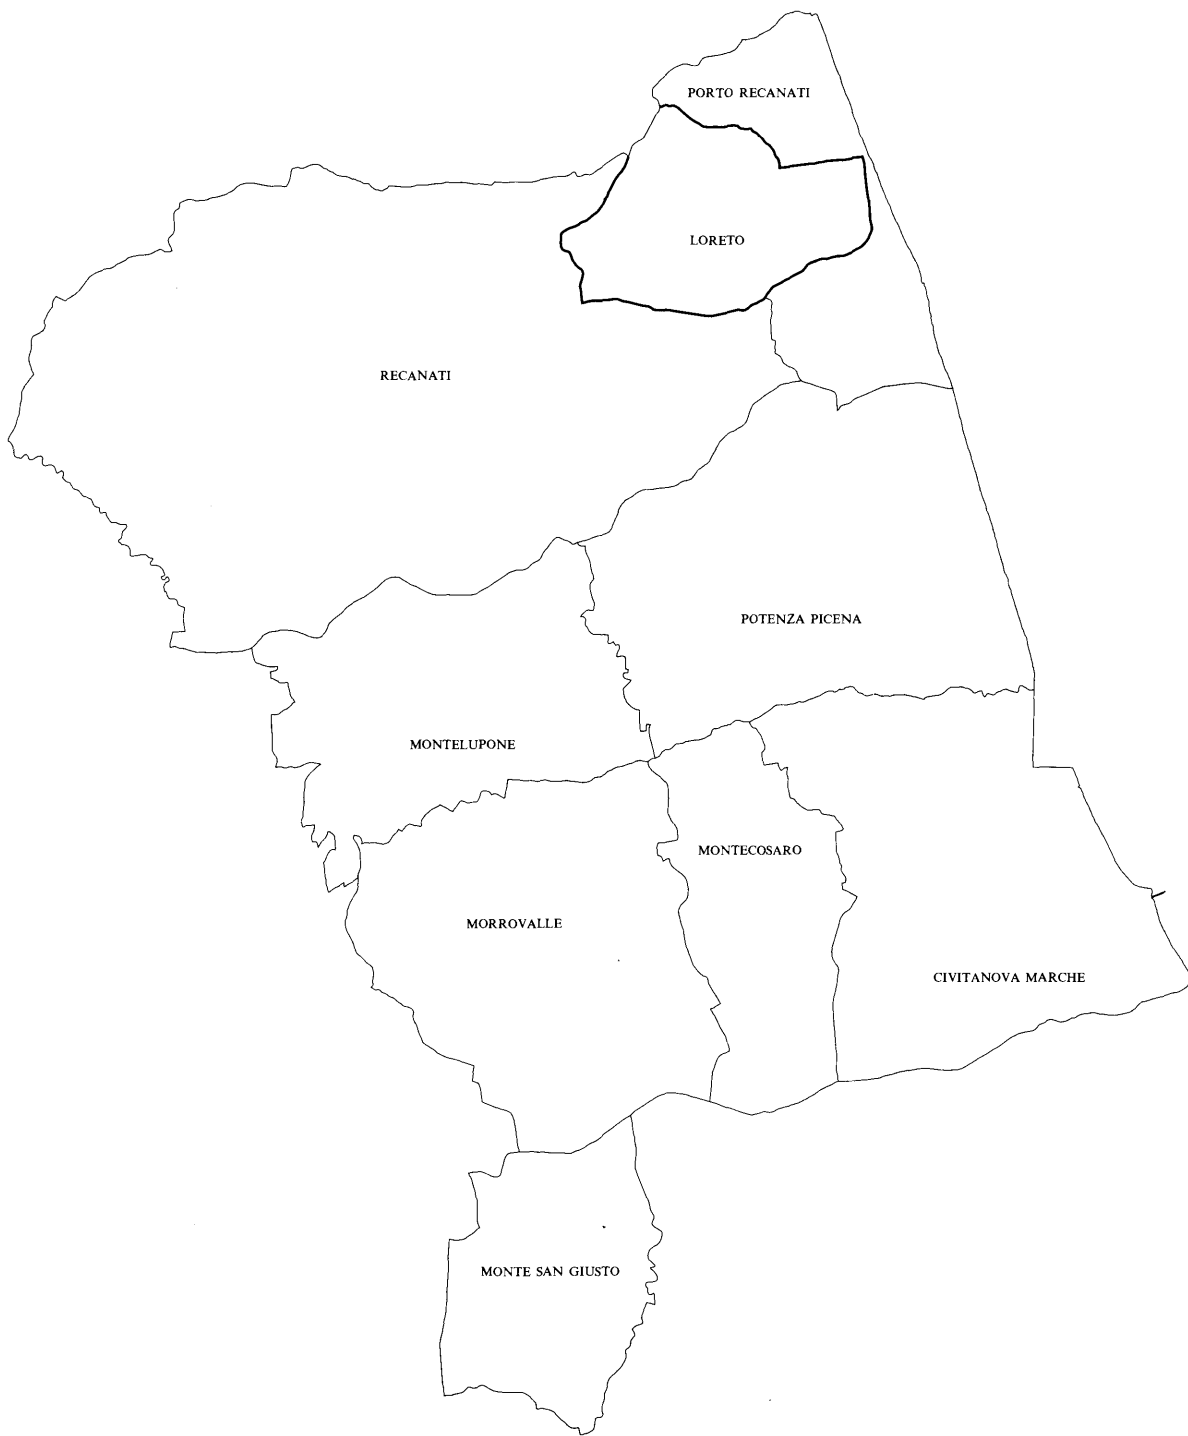 PORTO RECANATI
LORETO
RECANATI
POTENZA PICENA
MONTELUPONE
MONTECOSARO
MORROVALLE
CIVITANOVA MARCHE
MONTE SAN GIUSTO